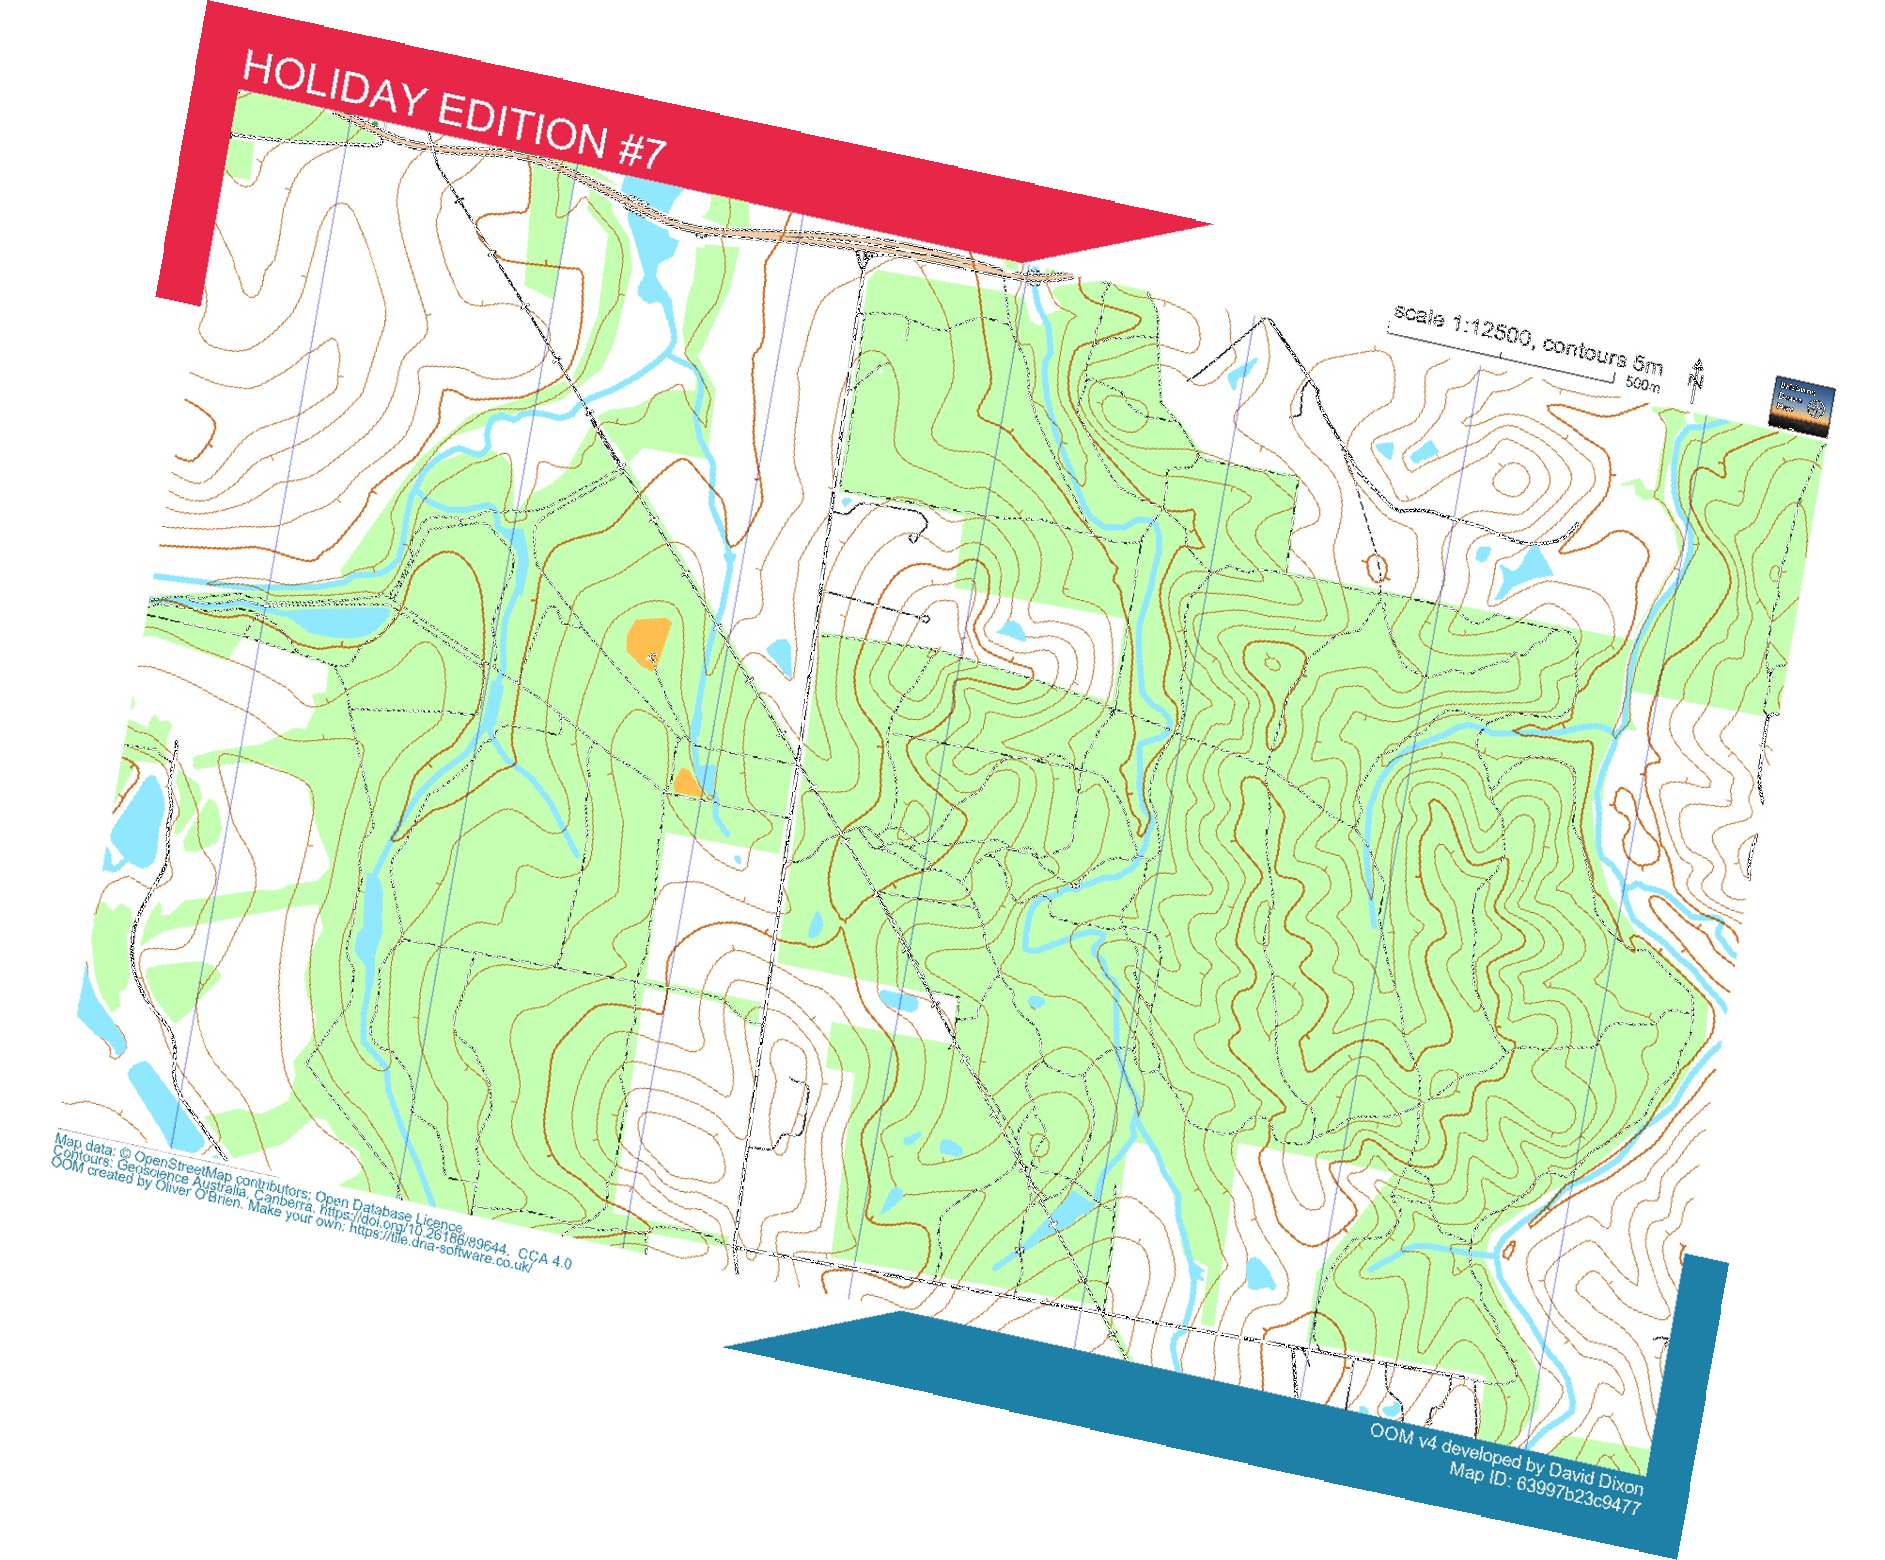 HOLIDAY EDITION #7
scale 1:12500, contours 5m
500m
N
Map data: © OpenStreetMap contributors; Open Database Licence.
Contours: Geoscience Australia, Canberra. https://doi.org/10.26186/89644. CCA 4.0
OOM created by Oliver O'Brien. Make your own: https://tile.dna-software.co.uk/
OOM v4 developed by David Dixon
Map ID: 63997b23c9477